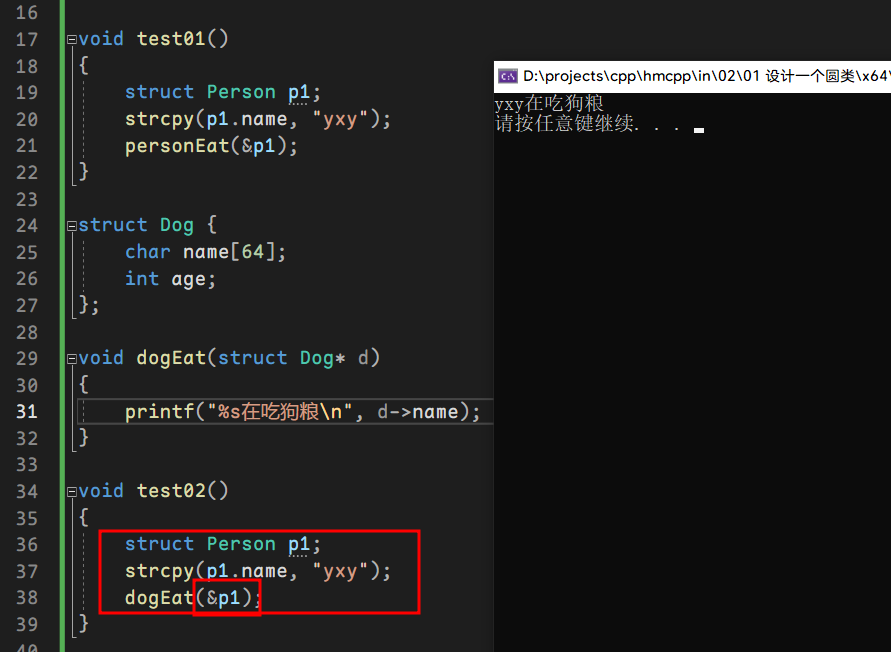 16
17 void test01()
18 {
19 struct Person p1;
20 strcpy(p1.name, "yxy");
21 personEat(&p1);
22 }
23
24 struct Dog {
25 char name[64];
26 int age;
27 };
28
29 void dogEat(struct Dog* d)
30 {
31 printf("%s在吃狗粮\n", d->name);
32 }
33
34 void test02()
35 {
36 struct Person p1;
37 strcpy(p1.name, "yxy");
38 dogEat(&p1);
39 }
40
D:\projects\cpp\hmcpp\in\02\01 设计一个圆类\x64\
yxy在吃狗粮
请按任意键继续. . .